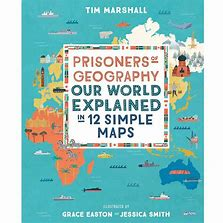 TIM MARSHALL
PRISONERS OF
GEOGRAPHY
OUR WORLD
EXPLAINED
IN 12 SIMPLE
MAPS
ILLUSTRATED BY
GRACE EASTON AND JESSICA SMITH